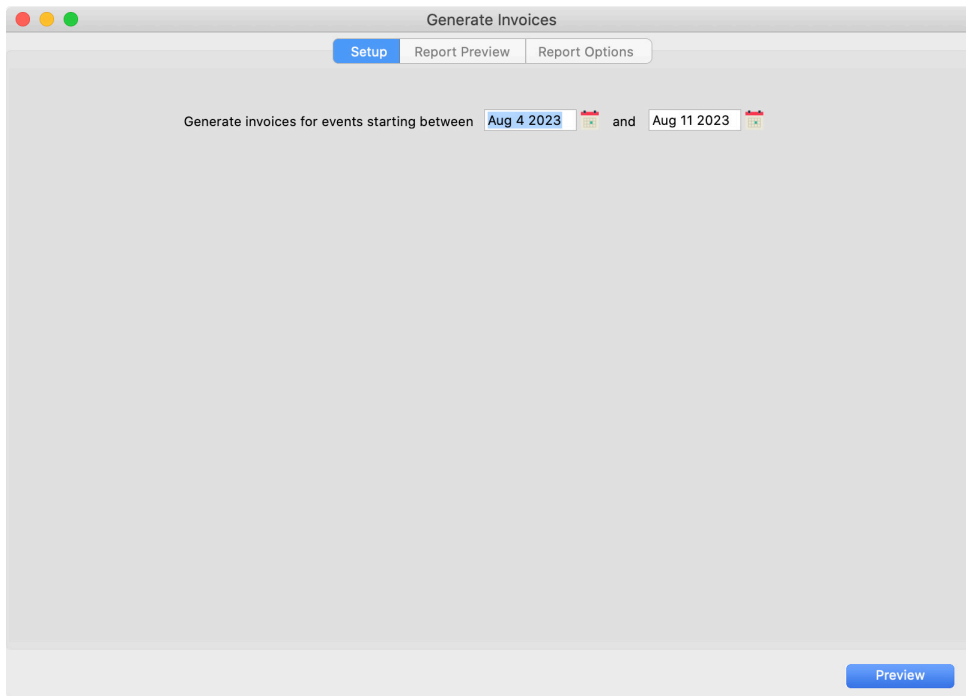 Generate Invoices
Setup Report Preview Report Options
Generate invoices for events starting between Aug 4 2023 and Aug 11 2023
Preview